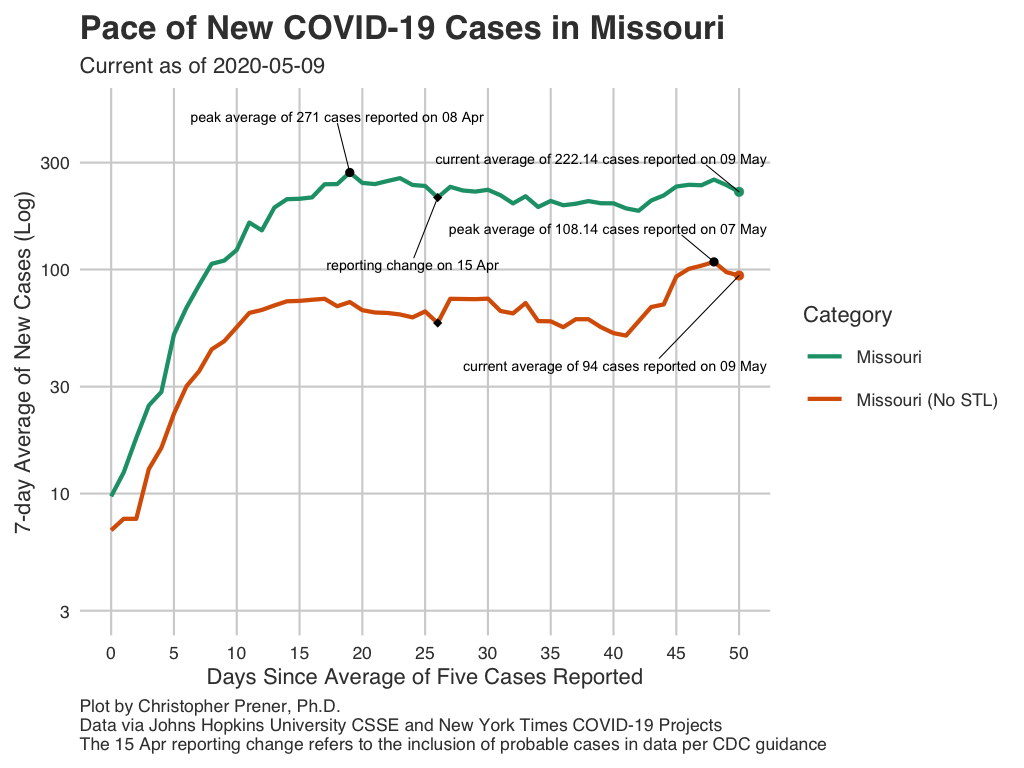 Pace of New COVID-19 Cases in Missouri
Current as of 2020-05-09
peak average of 271 cases reported on 08 Apr
current average of 222.14 cases reported on 09 May
peak average of 108.14 cases reported on 07 May
reporting change on 15 Apr
current average of 94 cases reported on 09 May
7-day Average of New Cases (Log)
300
100
30
10
3
0 5 10 15 20 25 30 35 40 45 50
Days Since Average of Five Cases Reported
Category
Missouri
Missouri (No STL)
Plot by Christopher Prener, Ph.D.
Data via Johns Hopkins University CSSE and New York Times COVID-19 Projects
The 15 Apr reporting change refers to the inclusion of probable cases in data per CDC guidance